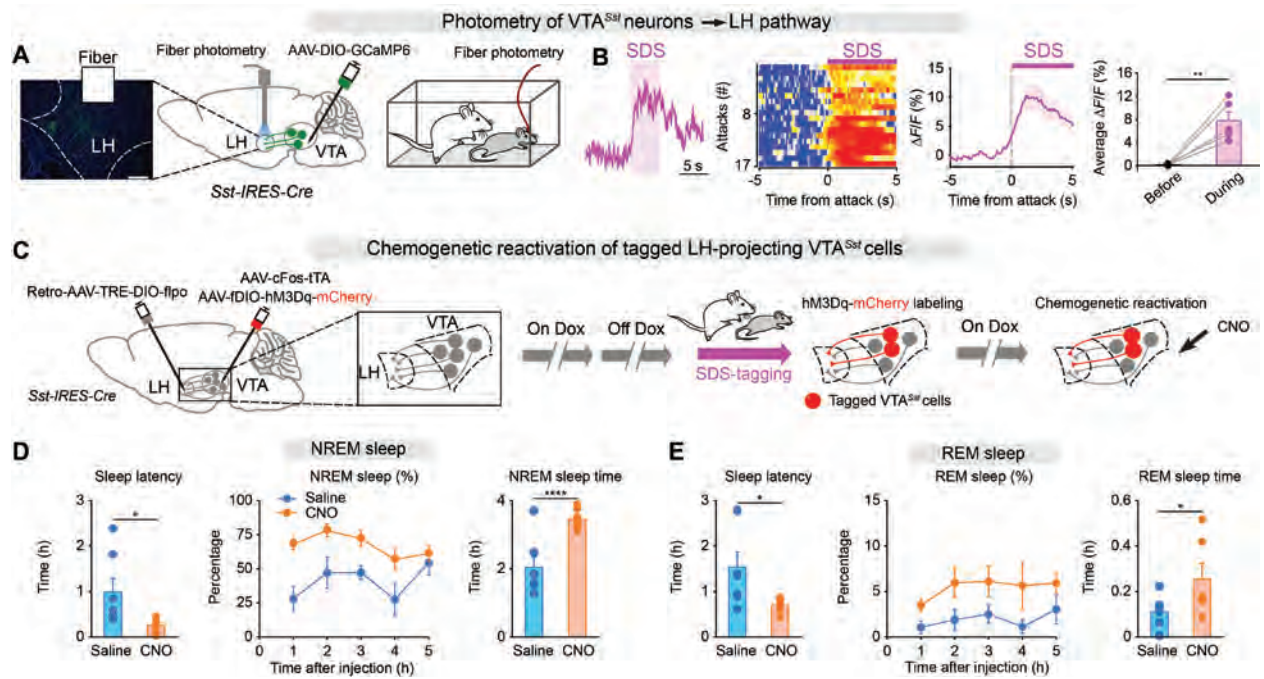 Photometry of VTA^Sst neurons → LH pathway
A
Fiber
LH
Fiber photometry
AAV-DIO-GCaMP6
LH
VTA
Sst-IRES-Cre
Fiber photometry
B
SDS
5 s
SDS
Attacks (#)
8
17
-5
0
5
Time from attack (s)
SDS
ΔF/F (%)
15
10
5
0
-5
0
5
Time from attack (s)
Average ΔF/F (%)
16
12
8
4
0
**
Before
During
Chemogenetic reactivation of tagged LH-projecting VTA^Sst cells
C
Retro-AAV-TRE-DIO-flpo
AAV-cFos-tTA
AAV-fDIO-hM3Dq-mCherry
LH
VTA
Sst-IRES-Cre
VTA
LH
On Dox
Off Dox
SDS-tagging
hM3Dq-mCherry labeling
Tagged VTA^Sst cells
On Dox
Chemogenetic reactivation
CNO
D
NREM sleep
Sleep latency
Time (h)
3
2
1
0
*
Saline
CNO
NREM sleep (%)
Percentage
100
75
50
25
0
Saline
CNO
0
1
2
3
4
5
Time after injection (h)
NREM sleep time
Time (h)
4
2
0
****
Saline
CNO
E
REM sleep
Sleep latency
Time (h)
3
2
1
0
*
Saline
CNO
REM sleep (%)
Percentage
15
10
5
0
0
1
2
3
4
5
Time after injection (h)
REM sleep time
Time (h)
0.6
0.4
0.2
0
*
Saline
CNO